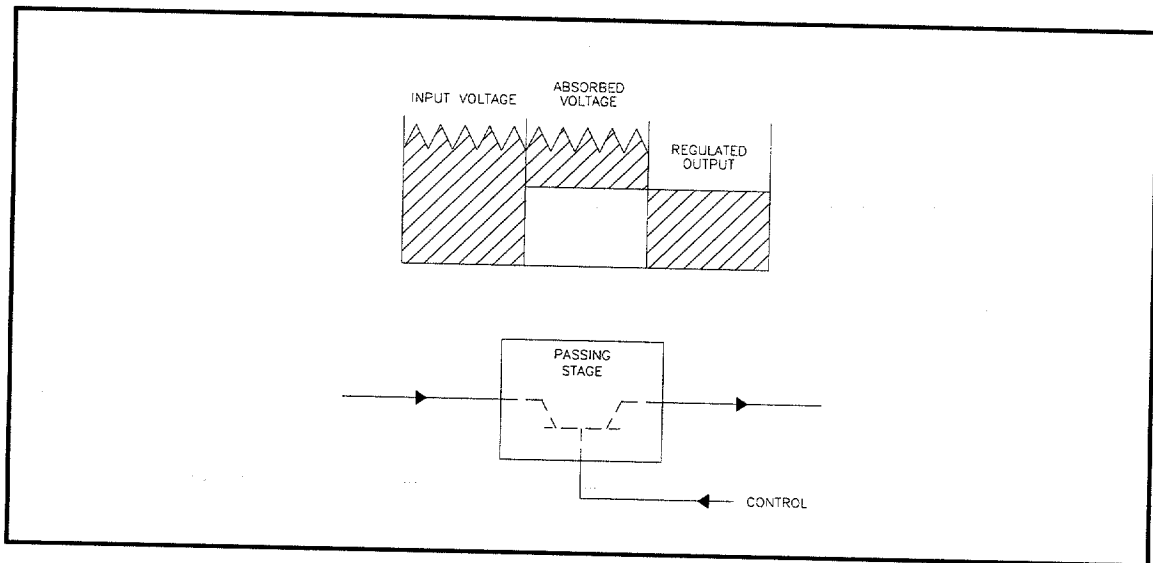 INPUT VOLTAGE
ABSORBED
VOLTAGE
REGULATED
OUTPUT
PASSING
STAGE
CONTROL